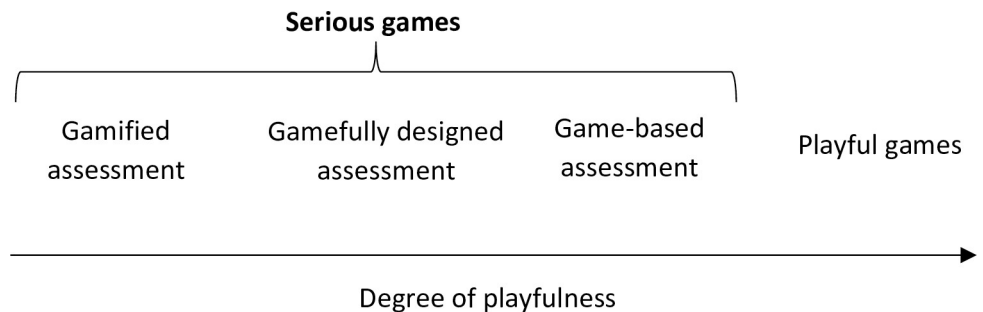 Serious games
Gamified
assessment
Gamefully designed
assessment
Game-based
assessment
Playful games
Degree of playfulness